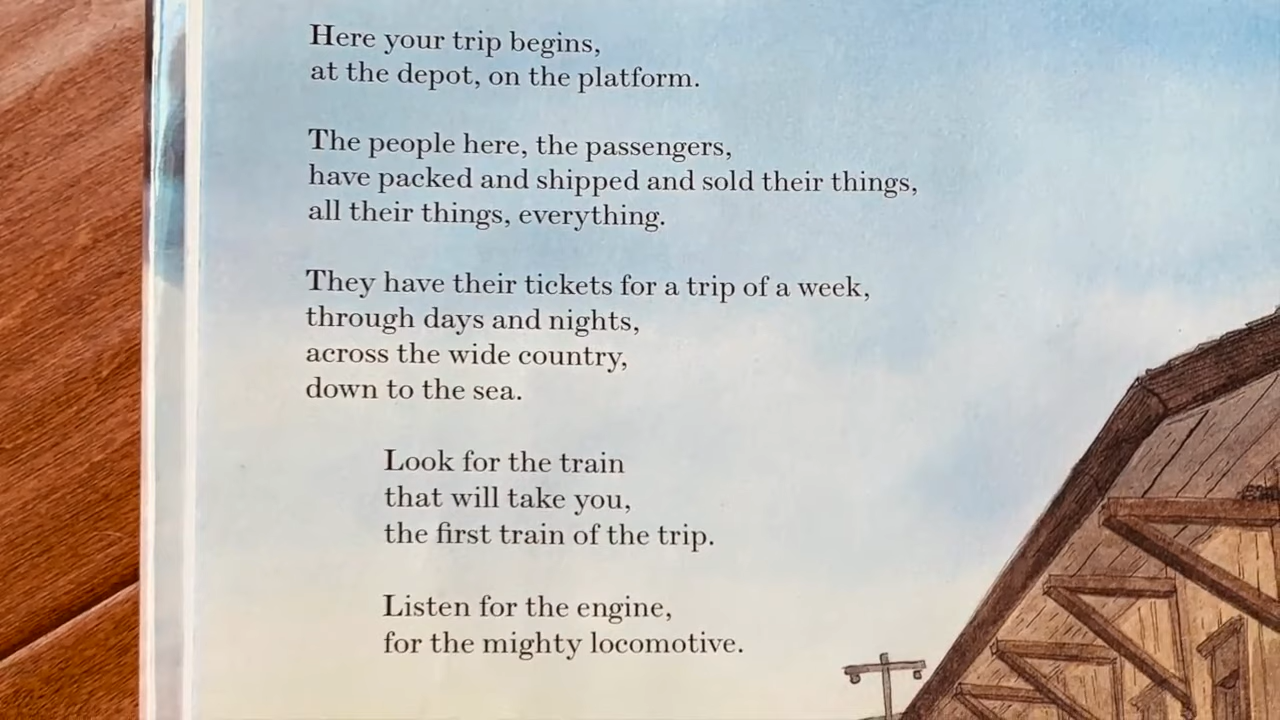 Here your trip begins,
at the depot, on the platform.
The people here, the passengers,
have packed and shipped and sold their things,
all their things, everything.
They have their tickets for a trip of a week,
through days and nights,
across the wide country,
down to the sea.
Look for the train
that will take you,
the first train of the trip.
Listen for the engine,
for the mighty locomotive.